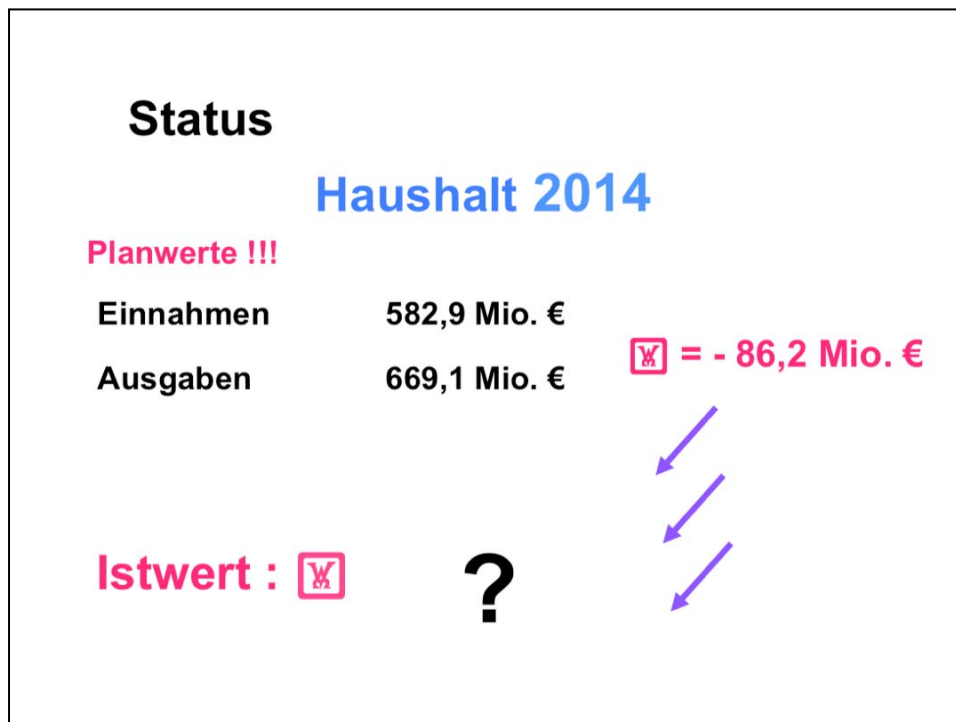 Status
Haushalt 2014
Planwerte !!!
Einnahmen 582,9 Mio. €
Ausgaben 669,1 Mio. €
= - 86,2 Mio. €
Istwert :
?